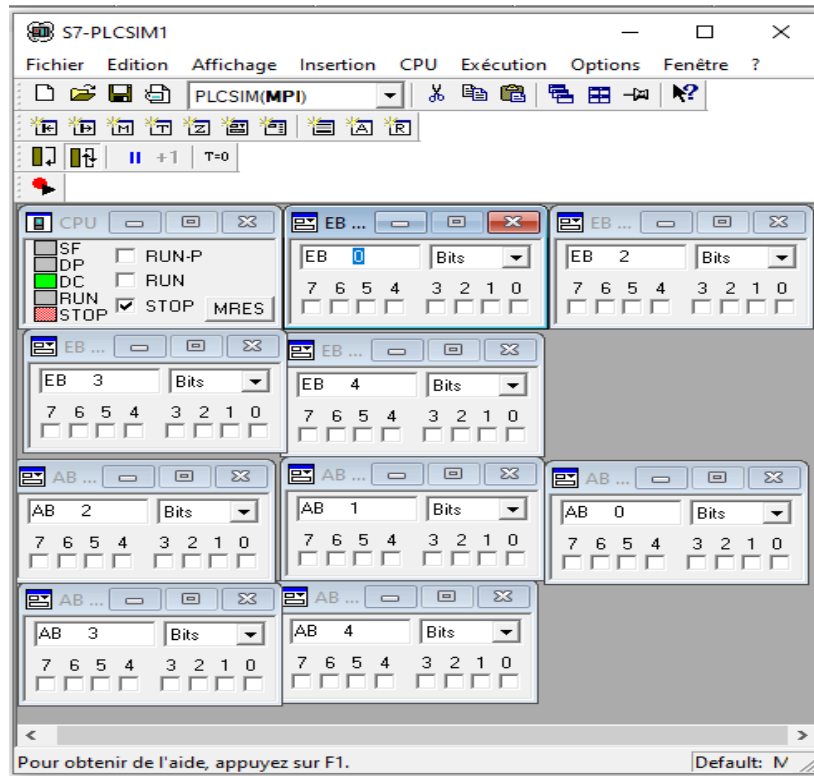 S7-PLCSIM1
Fichier Edition Affichage Insertion CPU Exécution Options Fenêtre ?
PLCSIM(MPI)
+1 T=0
CPU
SF
DP
DC
RUN
STOP
RUN-P
RUN
STOP MRES
EB ...
EB 0 Bits
7 6 5 4 3 2 1 0
EB ...
EB 2 Bits
7 6 5 4 3 2 1 0
EB ...
EB 3 Bits
7 6 5 4 3 2 1 0
EB ...
EB 4 Bits
7 6 5 4 3 2 1 0
AB ...
AB 2 Bits
7 6 5 4 3 2 1 0
AB ...
AB 1 Bits
7 6 5 4 3 2 1 0
AB ...
AB 0 Bits
7 6 5 4 3 2 1 0
AB ...
AB 3 Bits
7 6 5 4 3 2 1 0
AB ...
AB 4 Bits
7 6 5 4 3 2 1 0
Pour obtenir de l'aide, appuyez sur F1. Default: M